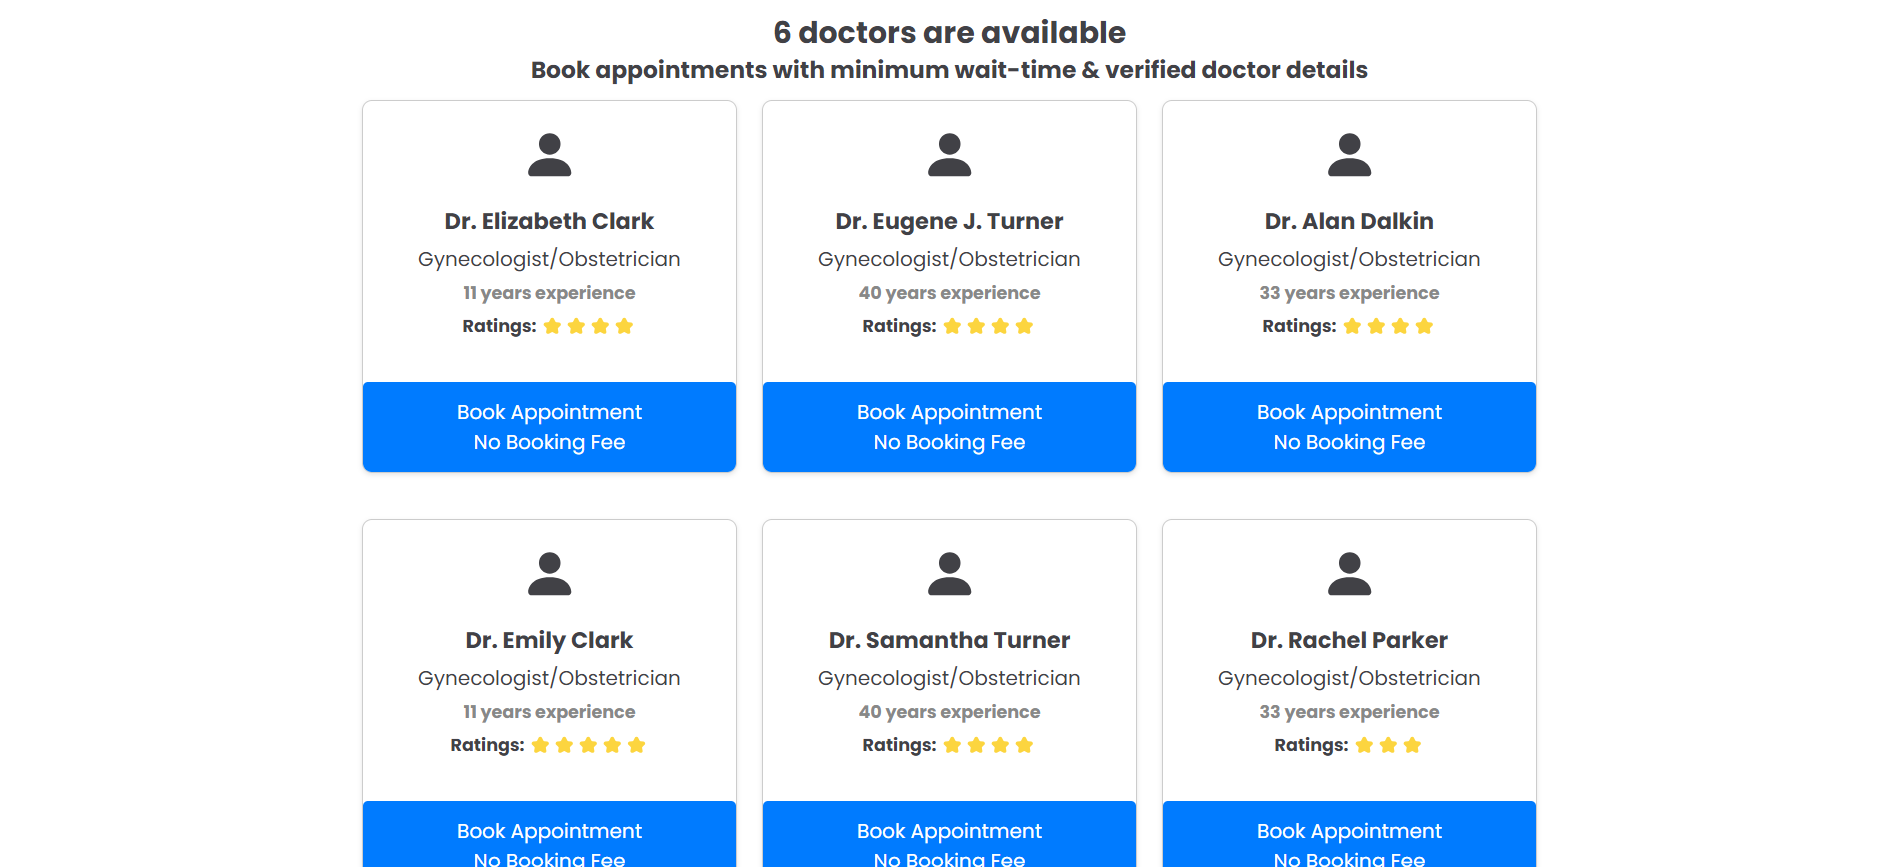 6 doctors are available
Book appointments with minimum wait-time & verified doctor details
Dr. Elizabeth Clark
Gynecologist/Obstetrician
11 years experience
Ratings:
Book Appointment
No Booking Fee
Dr. Eugene J. Turner
Gynecologist/Obstetrician
40 years experience
Ratings:
Book Appointment
No Booking Fee
Dr. Alan Dalkin
Gynecologist/Obstetrician
33 years experience
Ratings:
Book Appointment
No Booking Fee
Dr. Emily Clark
Gynecologist/Obstetrician
11 years experience
Ratings:
Book Appointment
No Booking Fee
Dr. Samantha Turner
Gynecologist/Obstetrician
40 years experience
Ratings:
Book Appointment
No Booking Fee
Dr. Rachel Parker
Gynecologist/Obstetrician
33 years experience
Ratings:
Book Appointment
No Booking Fee